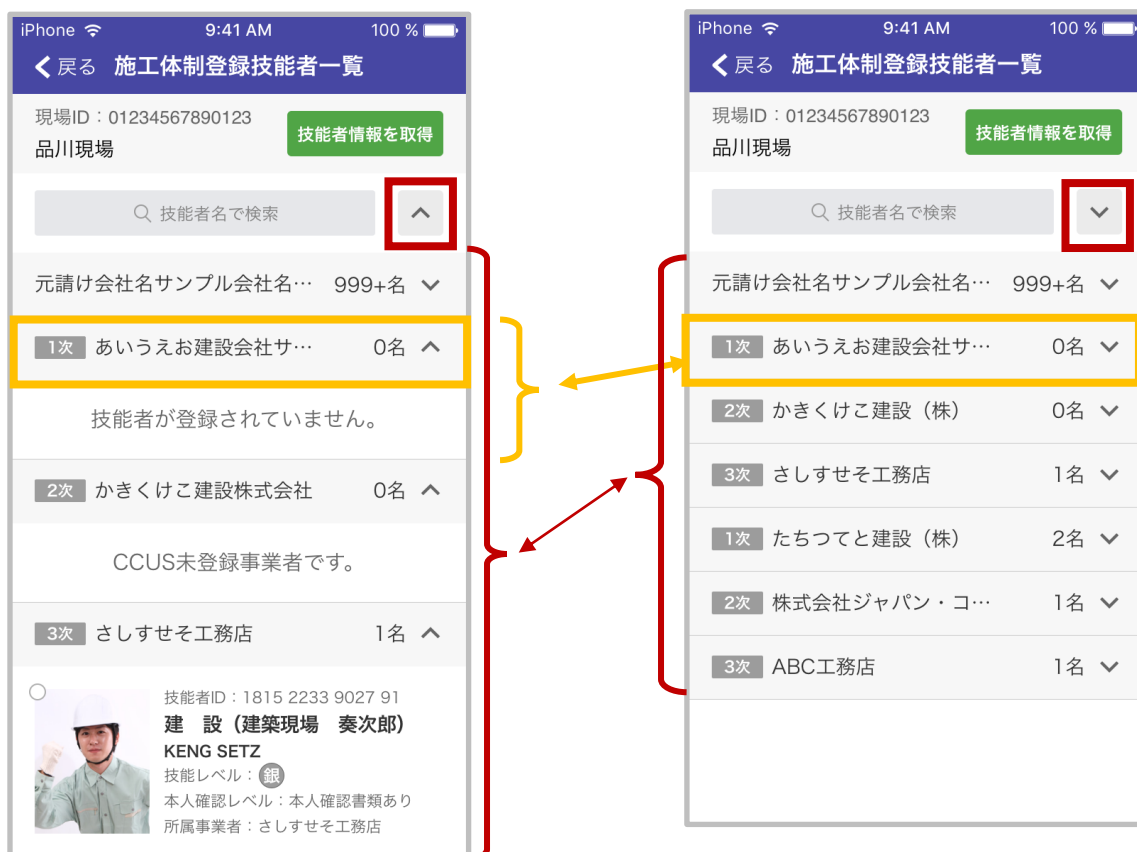 iPhone 9:41 AM 100 %
戻る 施工体制登録技能者一覧
現場ID：01234567890123
品川現場
技能者情報を取得
技能者名で検索
元請け会社名サンプル会社名… 999+名
1次 あいうえお建設会社サ… 0名
技能者が登録されていません。
2次 かきくけこ建設株式会社 0名
CCUS未登録事業者です。
3次 さしすせそ工務店 1名
技能者ID：1815 2233 9027 91
建　設（建築現場　奏次郎）
KENG SETZ
技能レベル：銀
本人確認レベル：本人確認書類あり
所属事業者：さしすせそ工務店
iPhone 9:41 AM 100 %
戻る 施工体制登録技能者一覧
現場ID：01234567890123
品川現場
技能者情報を取得
技能者名で検索
元請け会社名サンプル会社名… 999+名
1次 あいうえお建設会社サ… 0名
2次 かきくけこ建設（株） 0名
3次 さしすせそ工務店 1名
1次 たちつてと建設（株） 2名
2次 株式会社ジャパン・コ… 1名
3次 ABC工務店 1名